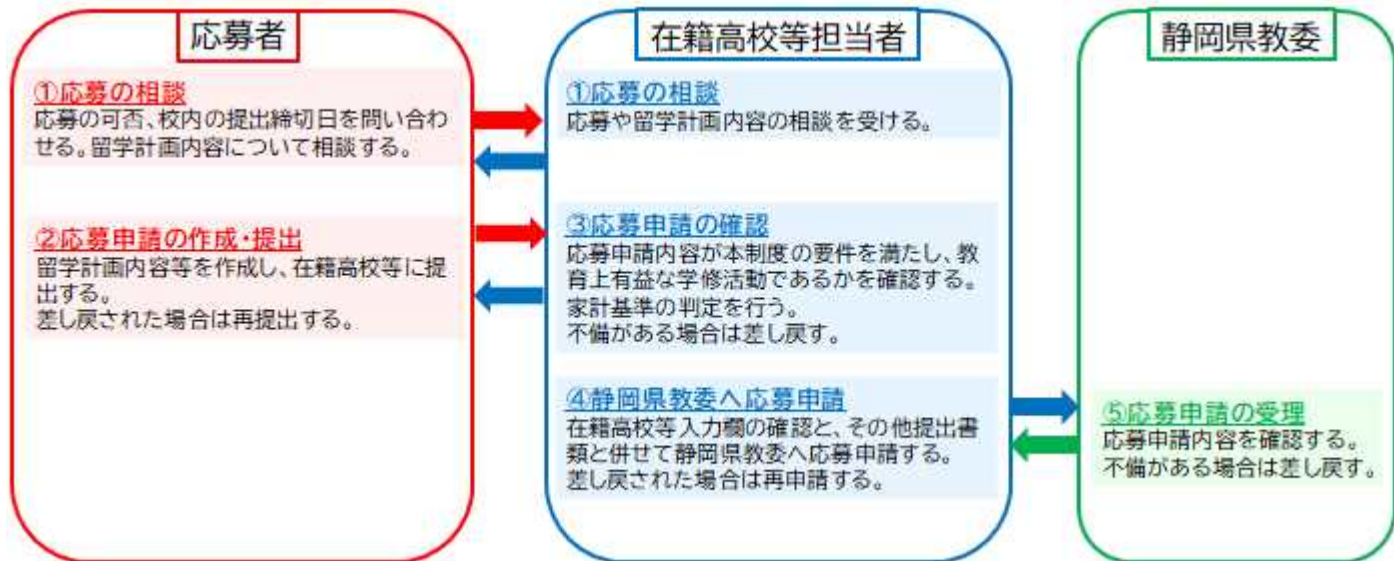 応募者
①応募の相談
応募の可否、校内の提出締切日を問い合わ
せる。留学計画内容について相談する。
②応募申請の作成・提出
留学計画内容等を作成し、在籍高校等に提
出する。
差し戻された場合は再提出する。
在籍高校等担当者
①応募の相談
応募や留学計画内容の相談を受ける。
③応募申請の確認
応募申請内容が本制度の要件を満たし、教
育上有益な学修活動であるかを確認する。
家計基準の判定を行う。
不備がある場合は差し戻す。
④静岡県教委へ応募申請
在籍高校等入力欄の確認と、その他提出書
類と併せて静岡県教委へ応募申請する。
差し戻された場合は再申請する。
静岡県教委
⑤応募申請の受理
応募申請内容を確認する。
不備がある場合は差し戻す。